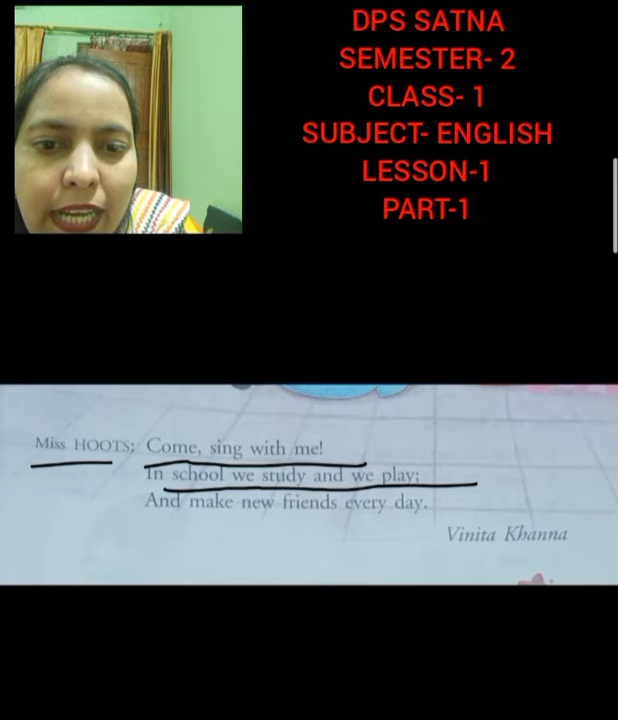 DPS SATNA
SEMESTER- 2
CLASS- 1
SUBJECT- ENGLISH
LESSON-1
PART-1
Miss HOOTS: Come, sing with me!
In school we study and we play;
And make new friends every day.
Vinita Khanna